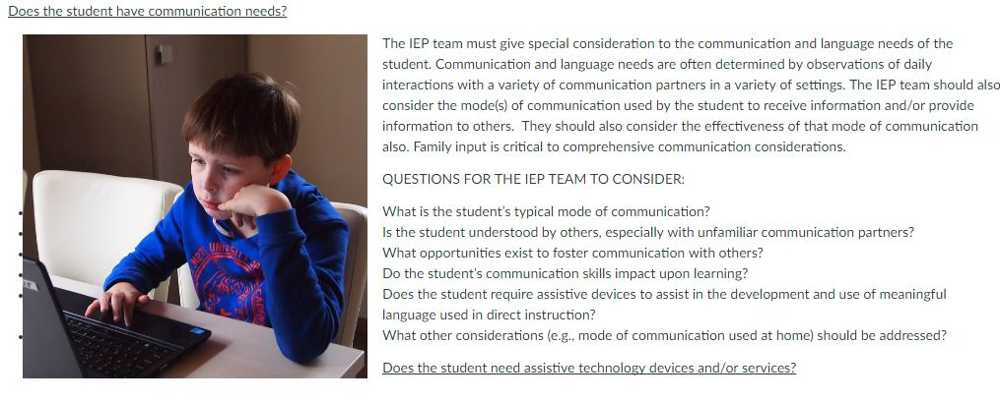 Does the student have communication needs?
The IEP team must give special consideration to the communication and language needs of the
student. Communication and language needs are often determined by observations of daily
interactions with a variety of communication partners in a variety of settings. The IEP team should also
consider the mode(s) of communication used by the student to receive information and/or provide
information to others.  They should also consider the effectiveness of that mode of communication
also. Family input is critical to comprehensive communication considerations.
QUESTIONS FOR THE IEP TEAM TO CONSIDER:
What is the student's typical mode of communication?
Is the student understood by others, especially with unfamiliar communication partners?
What opportunities exist to foster communication with others?
Do the student's communication skills impact upon learning?
Does the student require assistive devices to assist in the development and use of meaningful
language used in direct instruction?
What other considerations (e.g., mode of communication used at home) should be addressed?
Does the student need assistive technology devices and/or services?